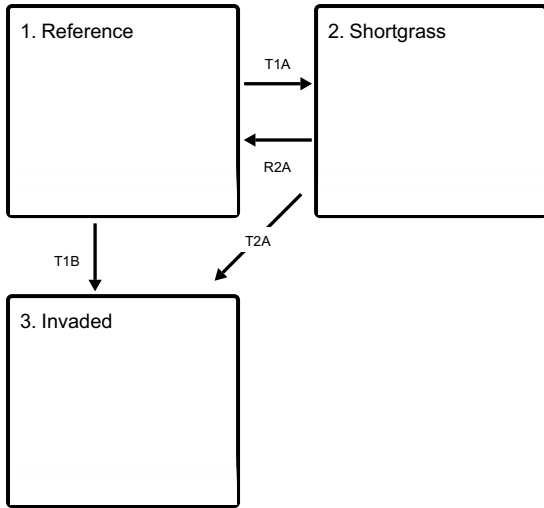 1. Reference
2. Shortgrass
T1A
R2A
T2A
T1B
3. Invaded